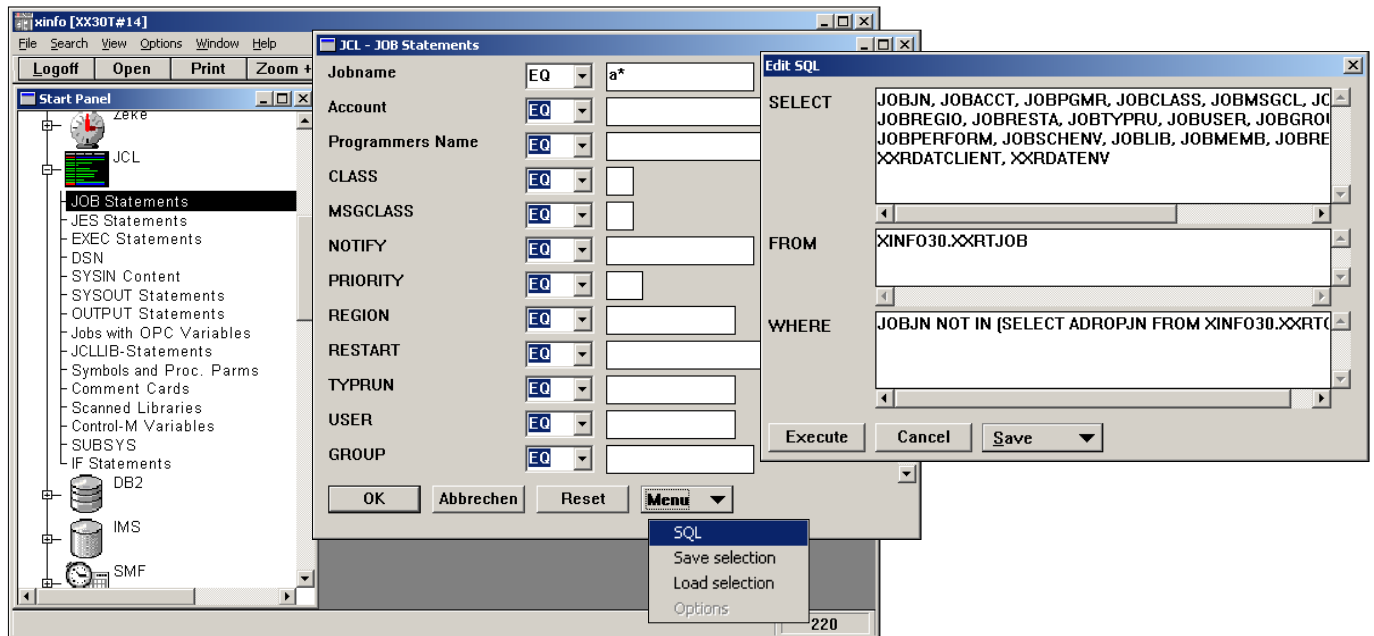 xinfo [XX30T#14]
File Search View Options Window Help
Logoff Open Print Zoom +
Start Panel
Zeke
JCL
JOB Statements
JES Statements
EXEC Statements
DSN
SYSIN Content
SYSOUT Statements
OUTPUT Statements
Jobs with OPC Variables
JCLLIB-Statements
Symbols and Proc. Parms
Comment Cards
Scanned Libraries
Control-M Variables
SUBSYS
IF Statements
DB2
IMS
SMF
220
JCL - JOB Statements
Jobname EQ a*
Account EQ
Programmers Name EQ
CLASS EQ
MSGCLASS EQ
NOTIFY EQ
PRIORITY EQ
REGION EQ
RESTART EQ
TYPRUN EQ
USER EQ
GROUP EQ
OK Abbrechen Reset Menu
SQL
Save selection
Load selection
Options
Edit SQL
SELECT JOBJN, JOBACCT, JOBPGMR, JOBCLASS, JOBMSGCL,
JOBREGIO, JOBRESTA, JOBTYPRU, JOBUSER, JOBGROU
JOBPERFORM, JOBSCHENV, JOBLIB, JOBMEMB, JOBRE
XXRDATCLIENT, XXRDATENV
FROM XINFO30.XXRTJOB
WHERE JOBJN NOT IN (SELECT ADROPJN FROM XINFO30.XXRT
Execute Cancel Save